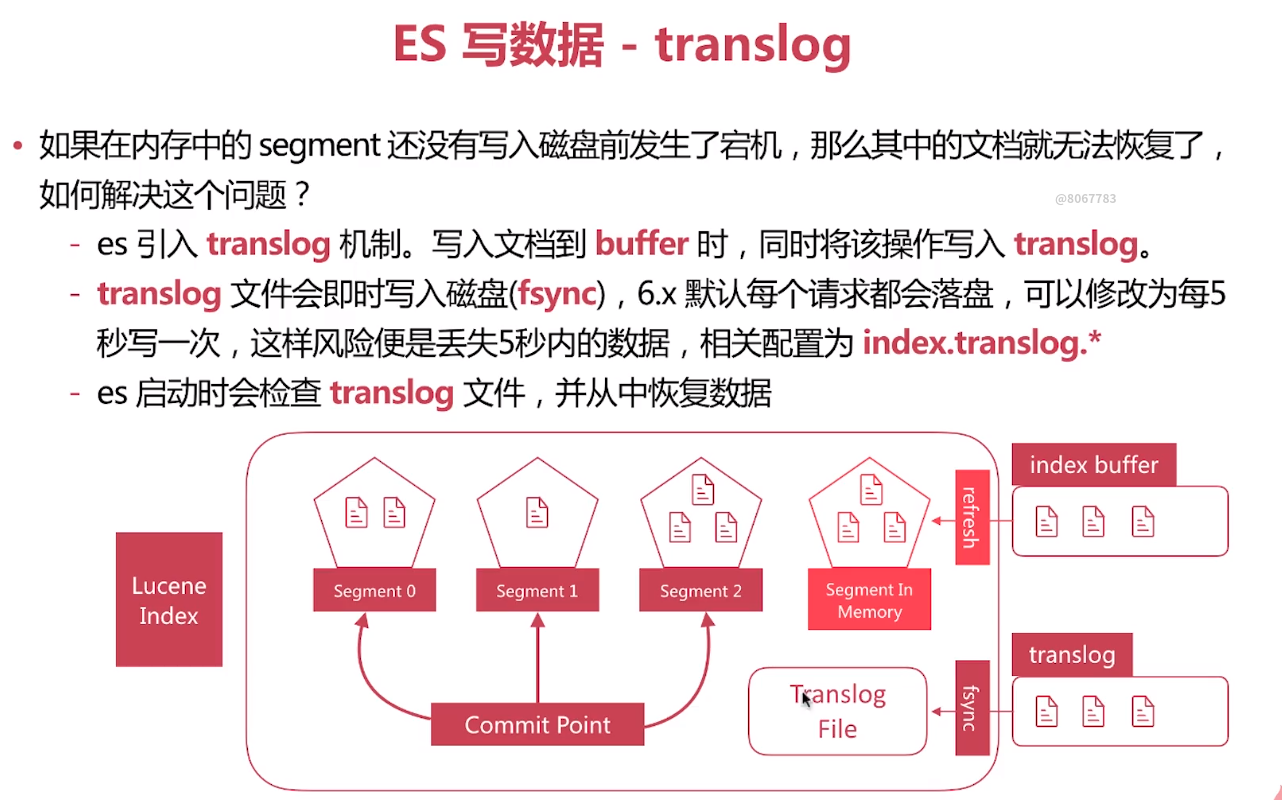 ES 写数据 - translog
• 如果在内存中的 segment 还没有写入磁盘前发生了宕机，那么其中的文档就无法恢复了，
如何解决这个问题？
@8067783
- es 引入 translog 机制。写入文档到 buffer 时，同时将该操作写入 translog。
- translog 文件会即时写入磁盘(fsync)，6.x 默认每个请求都会落盘，可以修改为每5
秒写一次，这样风险便是丢失5秒内的数据，相关配置为 index.translog.*
- es 启动时会检查 translog 文件，并从中恢复数据
Lucene
Index
Segment 0
Segment 1
Segment 2
Segment In
Memory
refresh
index buffer
Commit Point
Translog
File
fsync
translog